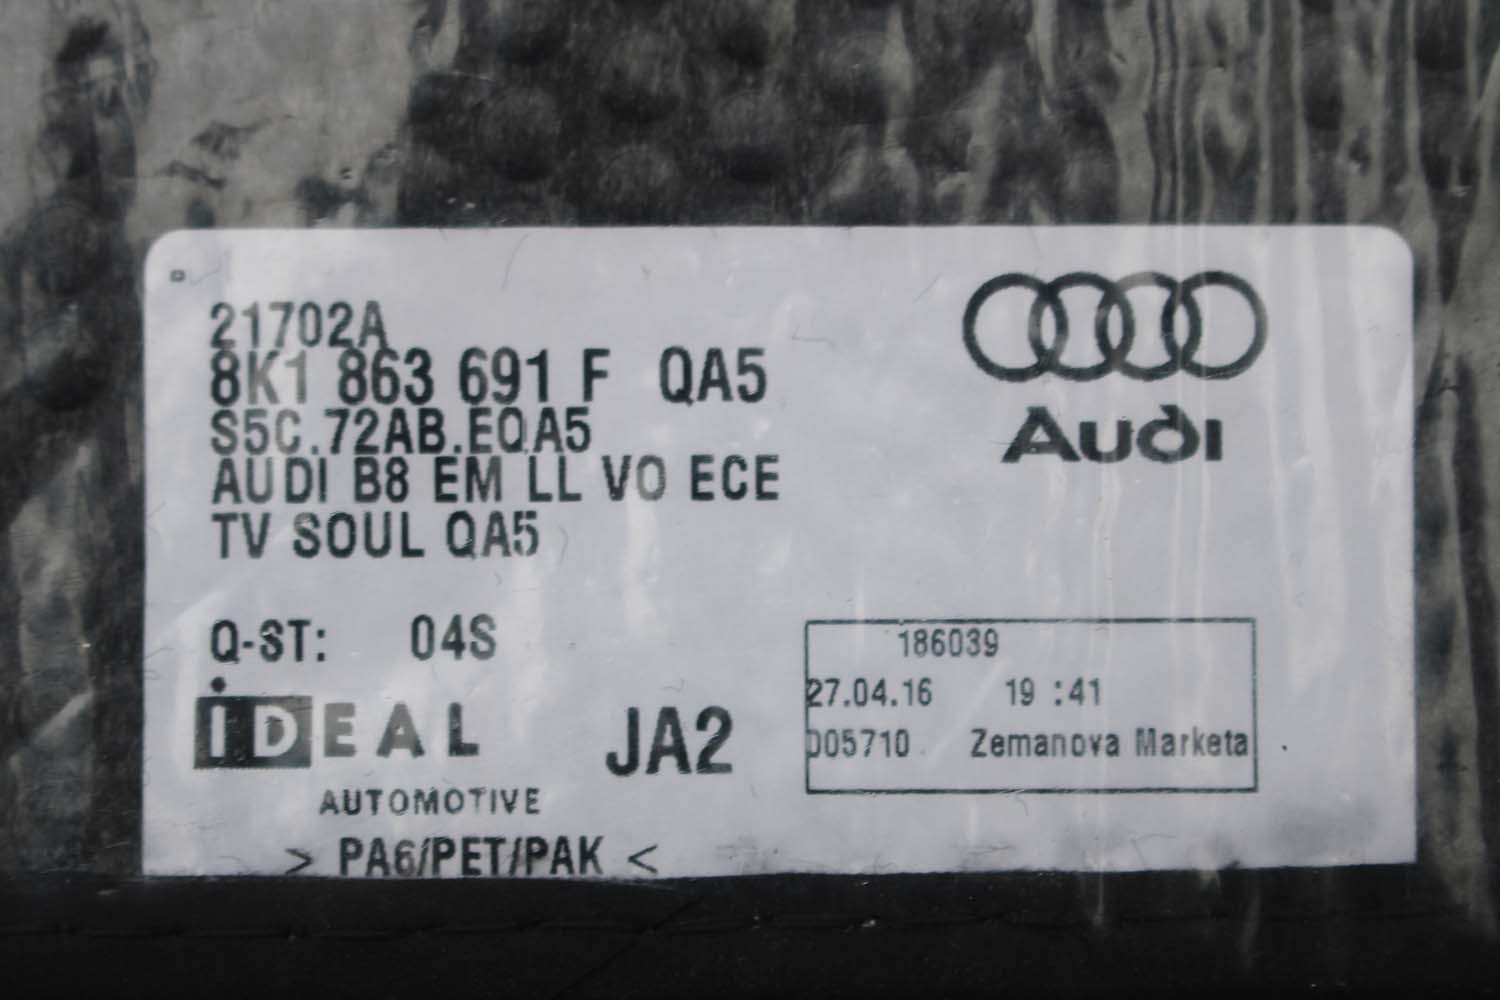 21702A
8K1 863 691 F QA5
S5C.72AB.EQA5
AUDI B8 EM LL VO ECE
TV SOUL QA5
Audi
Q-ST: 04S
iDEAL
AUTOMOTIVE
JA2
> PA6/PET/PAK <
186039
27.04.16 19 :41
005710 Zemanova Marketa